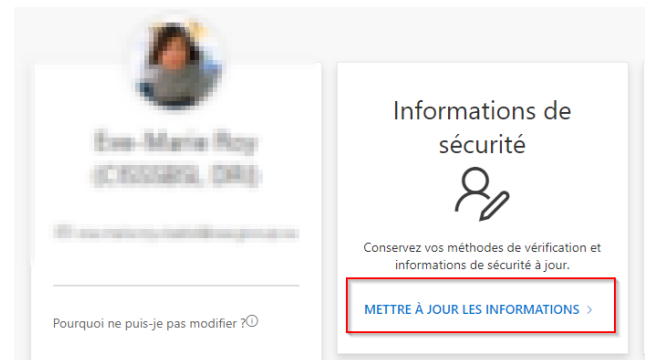 Pourquoi ne puis-je pas modifier ?
Informations de
sécurité
Conservez vos méthodes de vérification et
informations de sécurité à jour.
METTRE À JOUR LES INFORMATIONS >